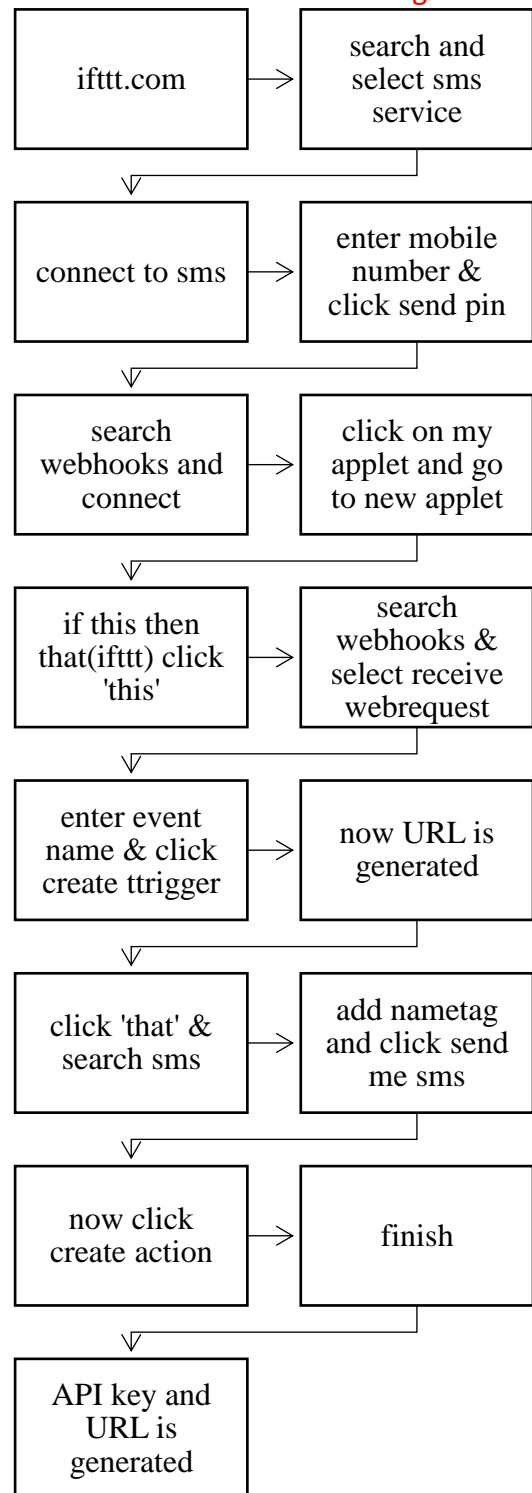 ifttt.com
search and
select sms
service
connect to sms
enter mobile
number &
click send pin
search
webhooks and
connect
click on my
applet and go
to new applet
if this then
that(ifttt) click
'this'
search
webhooks &
select receive
webrequest
enter event
name & click
create ttrigger
now URL is
generated
click 'that' &
search sms
add nametag
and click send
me sms
now click
create action
finish
API key and
URL is
generated